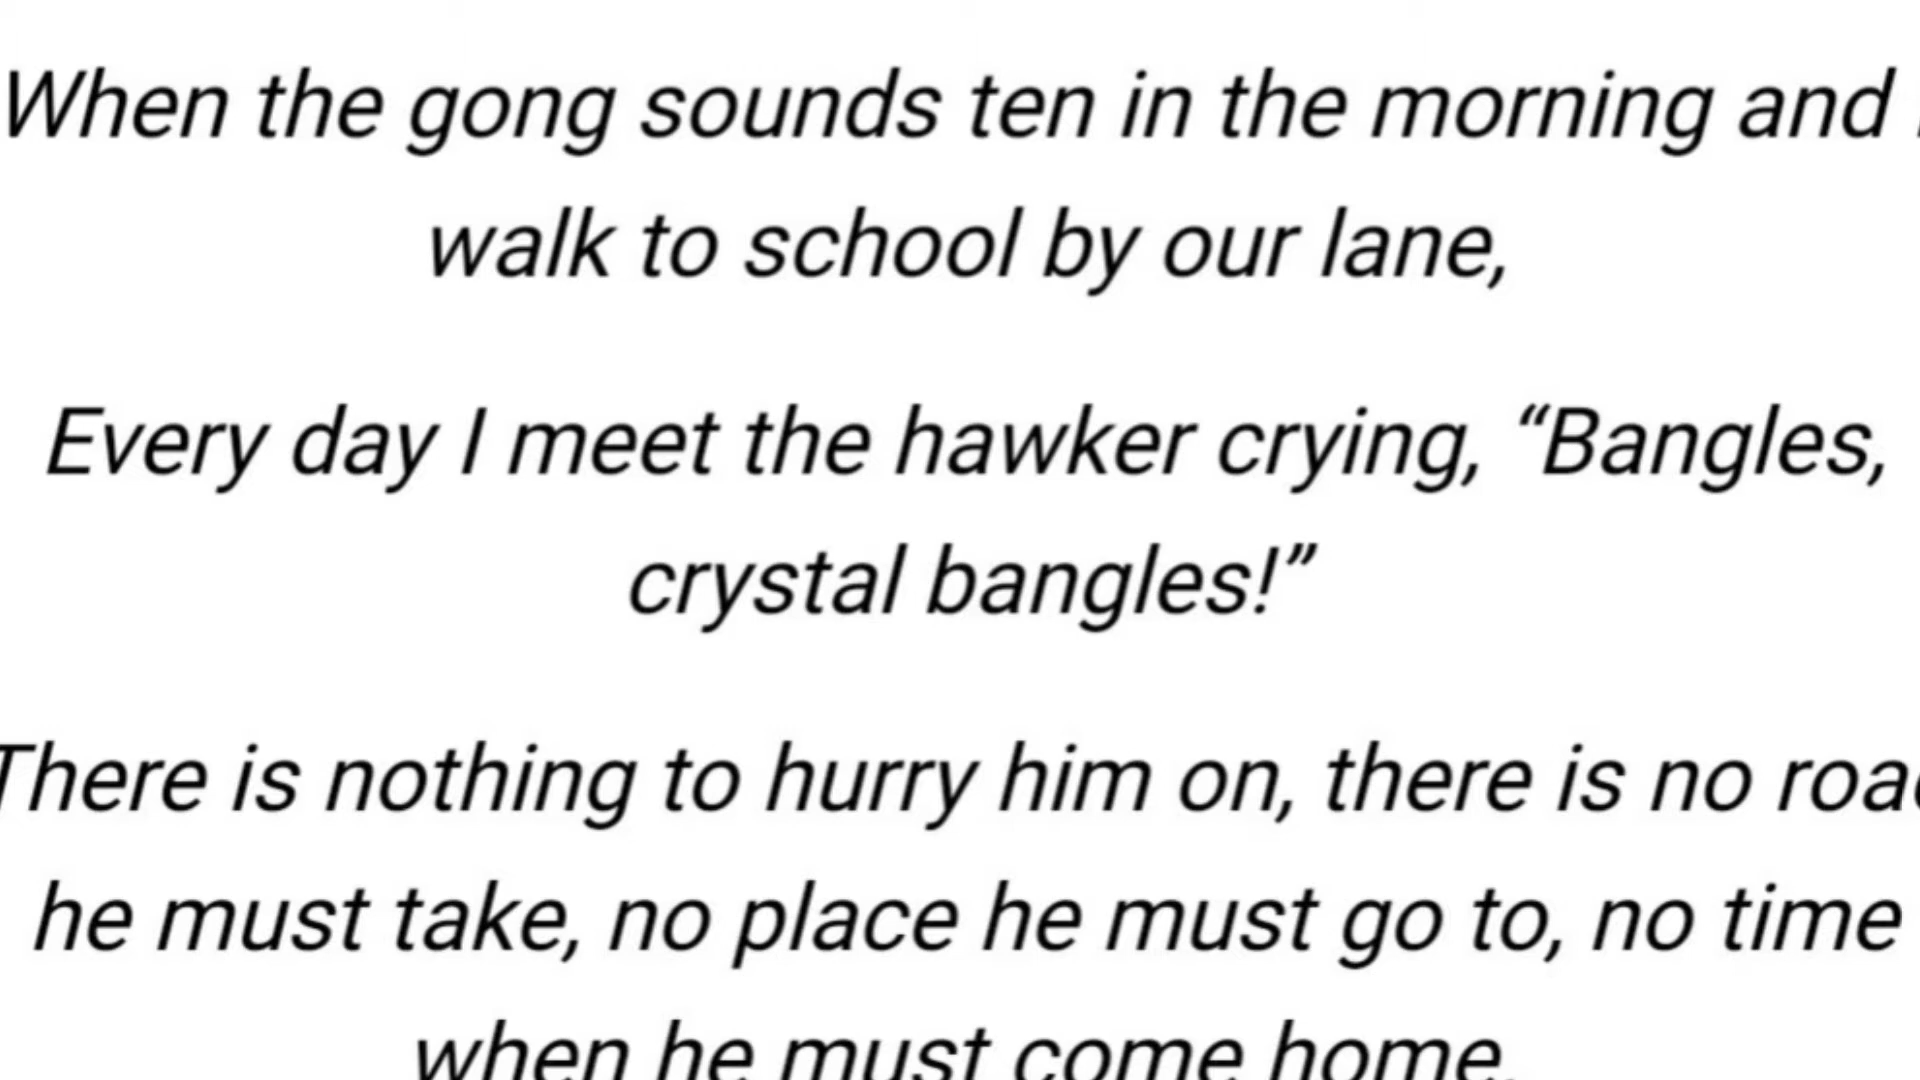 When the gong sounds ten in the morning and
walk to school by our lane,
Every day I meet the hawker crying, “Bangles,
crystal bangles!”
There is nothing to hurry him on, there is no
he must take, no place he must go to, no time
when he must come home.